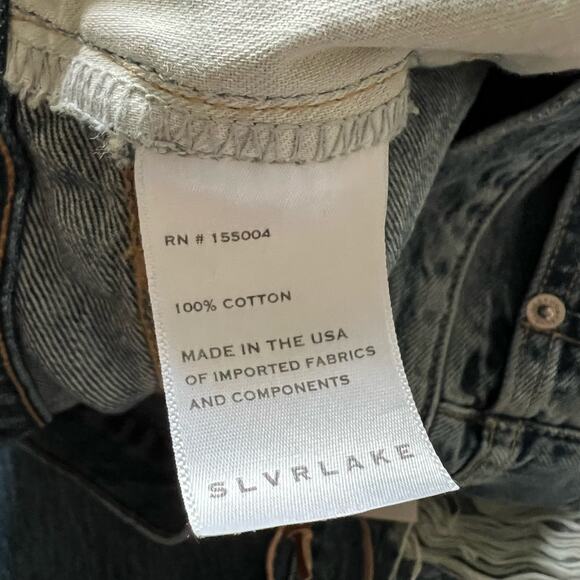 RN # 155004
100% COTTON
MADE IN THE USA
OF IMPORTED FABRICS
AND COMPONENTS
SLVRLAKE